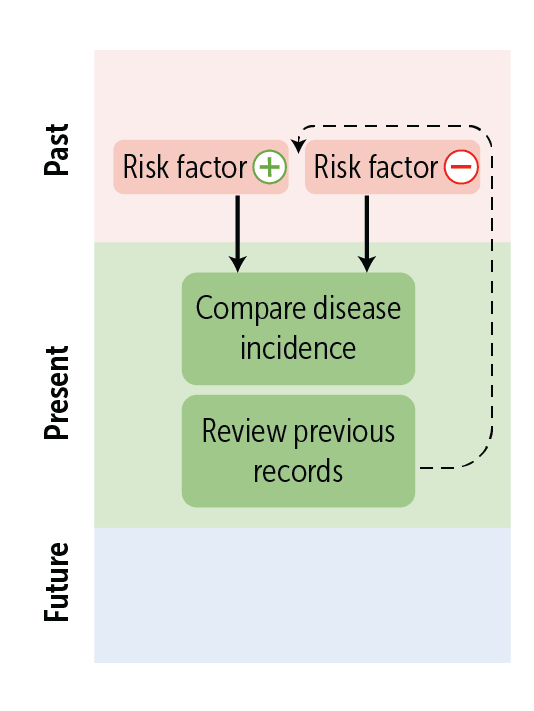 Past
Risk factor +
Risk factor −
Present
Compare disease
incidence
Review previous
records
Future